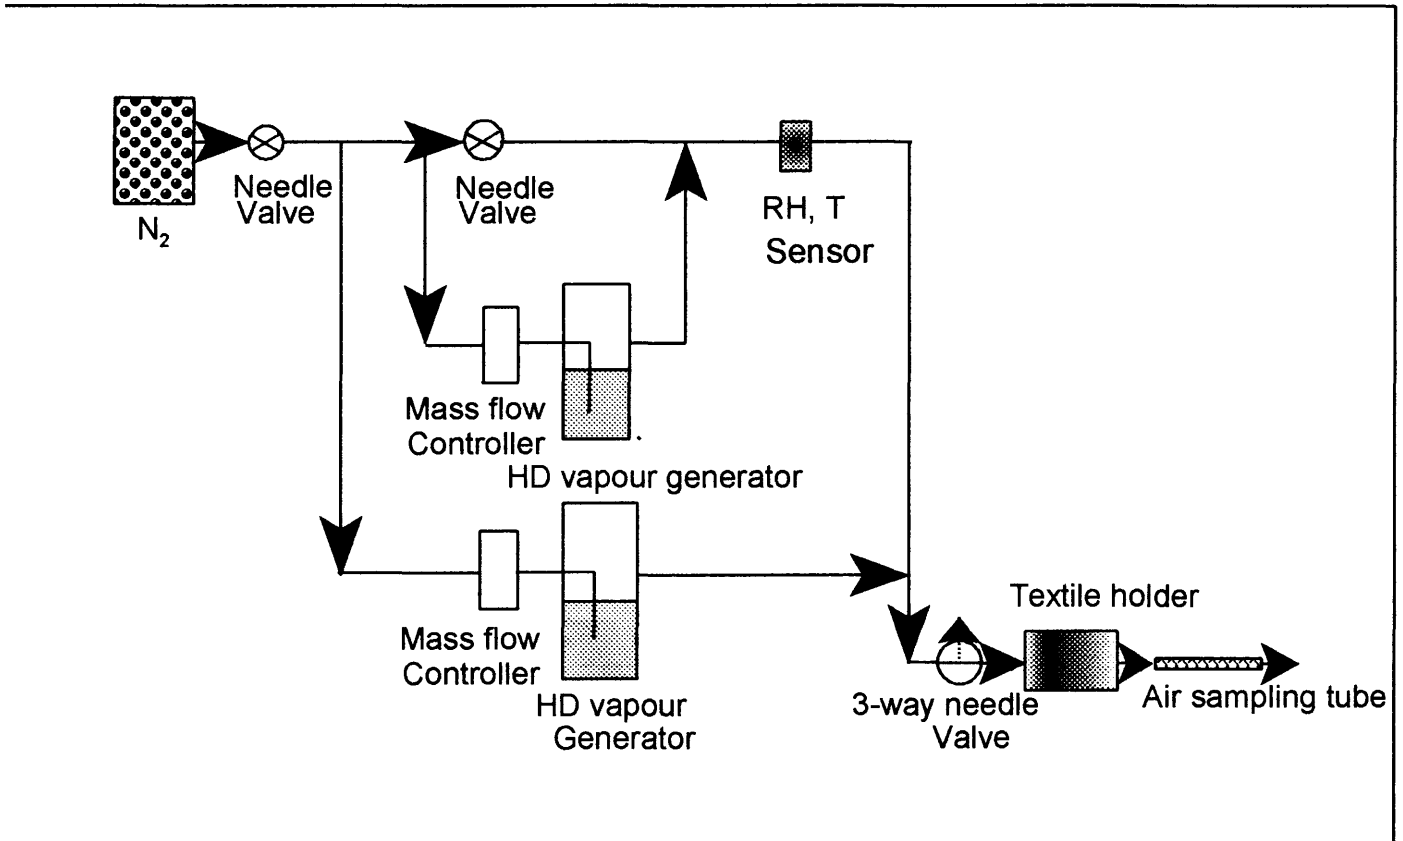 N₂
Needle
Valve
Needle
Valve
RH, T
Sensor
Mass flow
Controller
HD vapour generator
Mass flow
Controller
HD vapour
Generator
Textile holder
3-way needle
Valve
Air sampling tube